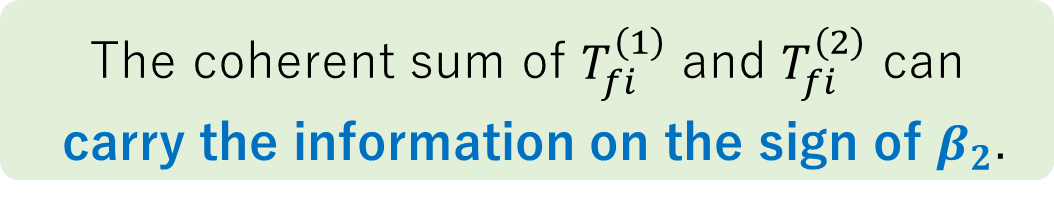 The coherent sum of $T_{fi}^{(1)}$ and $T_{fi}^{(2)}$ can
carry the information on the sign of $\beta_2$.